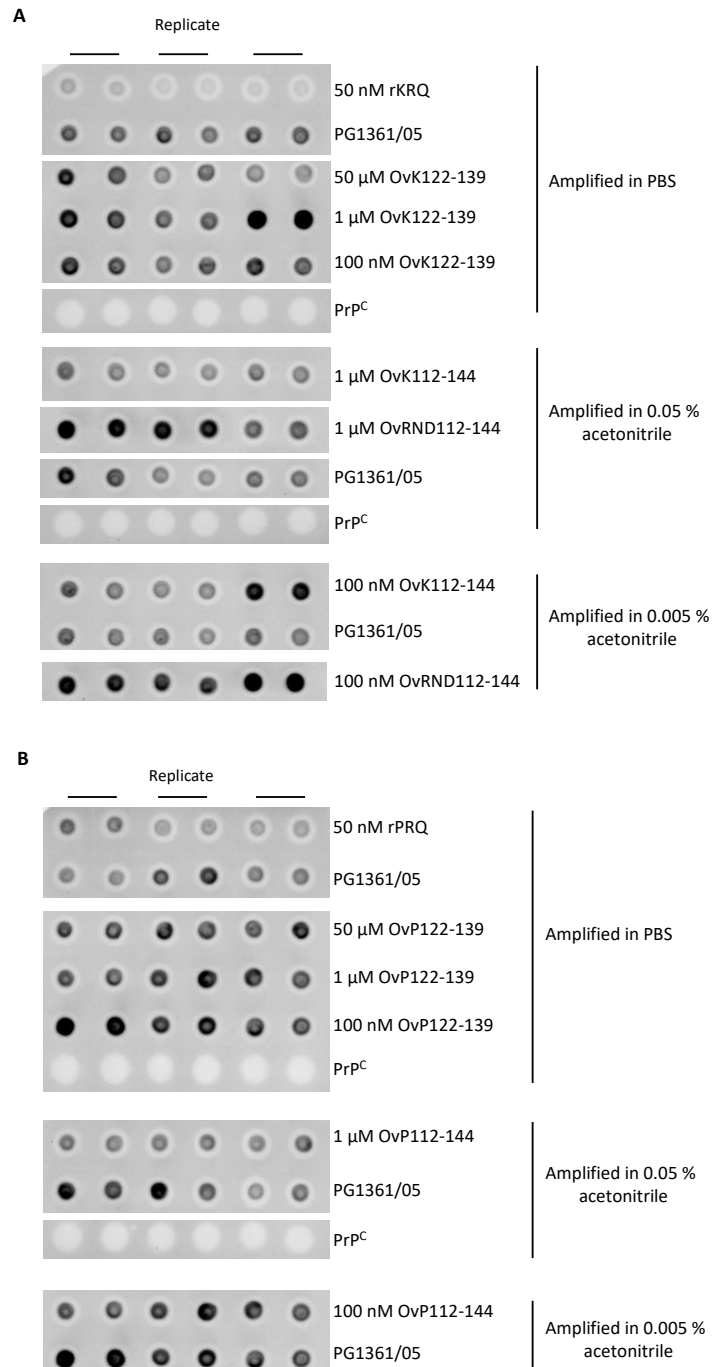 A
Replicate
50 nM rKRQ
PG1361/05
50 µM OvK122-139
Amplified in PBS
1 µM OvK122-139
100 nM OvK122-139
PrPᶜ
1 µM OvK112-144
1 µM OvRND112-144
Amplified in 0.05 %
acetonitrile
PG1361/05
PrPᶜ
100 nM OvK112-144
PG1361/05
Amplified in 0.005 %
acetonitrile
100 nM OvRND112-144
B
Replicate
50 nM rPRQ
PG1361/05
50 µM OvP122-139
Amplified in PBS
1 µM OvP122-139
100 nM OvP122-139
PrPᶜ
1 µM OvP112-144
PG1361/05
Amplified in 0.05 %
acetonitrile
PrPᶜ
100 nM OvP112-144
PG1361/05
Amplified in 0.005 %
acetonitrile